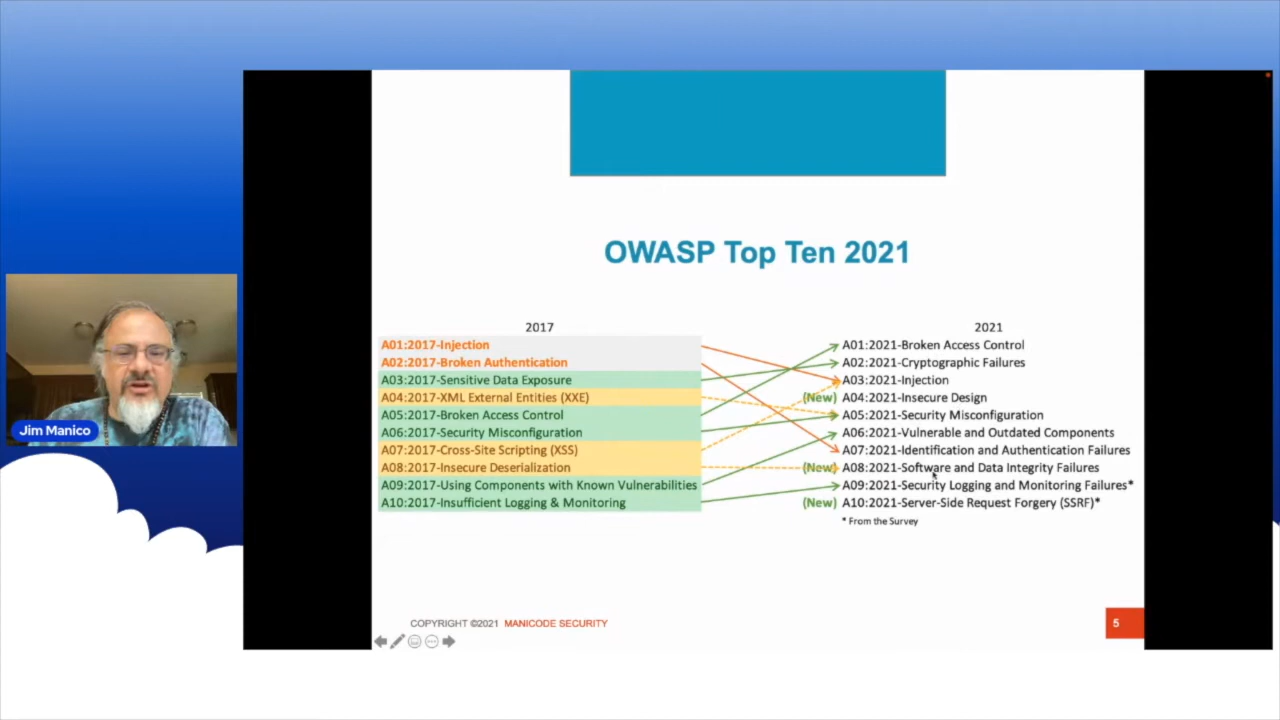 OWASP Top Ten 2021
2017
A01:2017-Injection
A02:2017-Broken Authentication
A03:2017-Sensitive Data Exposure
A04:2017-XML External Entities (XXE)
A05:2017-Broken Access Control
A06:2017-Security Misconfiguration
A07:2017-Cross-Site Scripting (XSS)
A08:2017-Insecure Deserialization
A09:2017-Using Components with Known Vulnerabilities
A10:2017-Insufficient Logging & Monitoring
2021
A01:2021-Broken Access Control
A02:2021-Cryptographic Failures
A03:2021-Injection
(New) A04:2021-Insecure Design
A05:2021-Security Misconfiguration
A06:2021-Vulnerable and Outdated Components
A07:2021-Identification and Authentication Failures
(New) A08:2021-Software and Data Integrity Failures
A09:2021-Security Logging and Monitoring Failures*
(New) A10:2021-Server-Side Request Forgery (SSRF)*
* From the Survey
Jim Manico
COPYRIGHT ©2021 MANICODE SECURITY
5